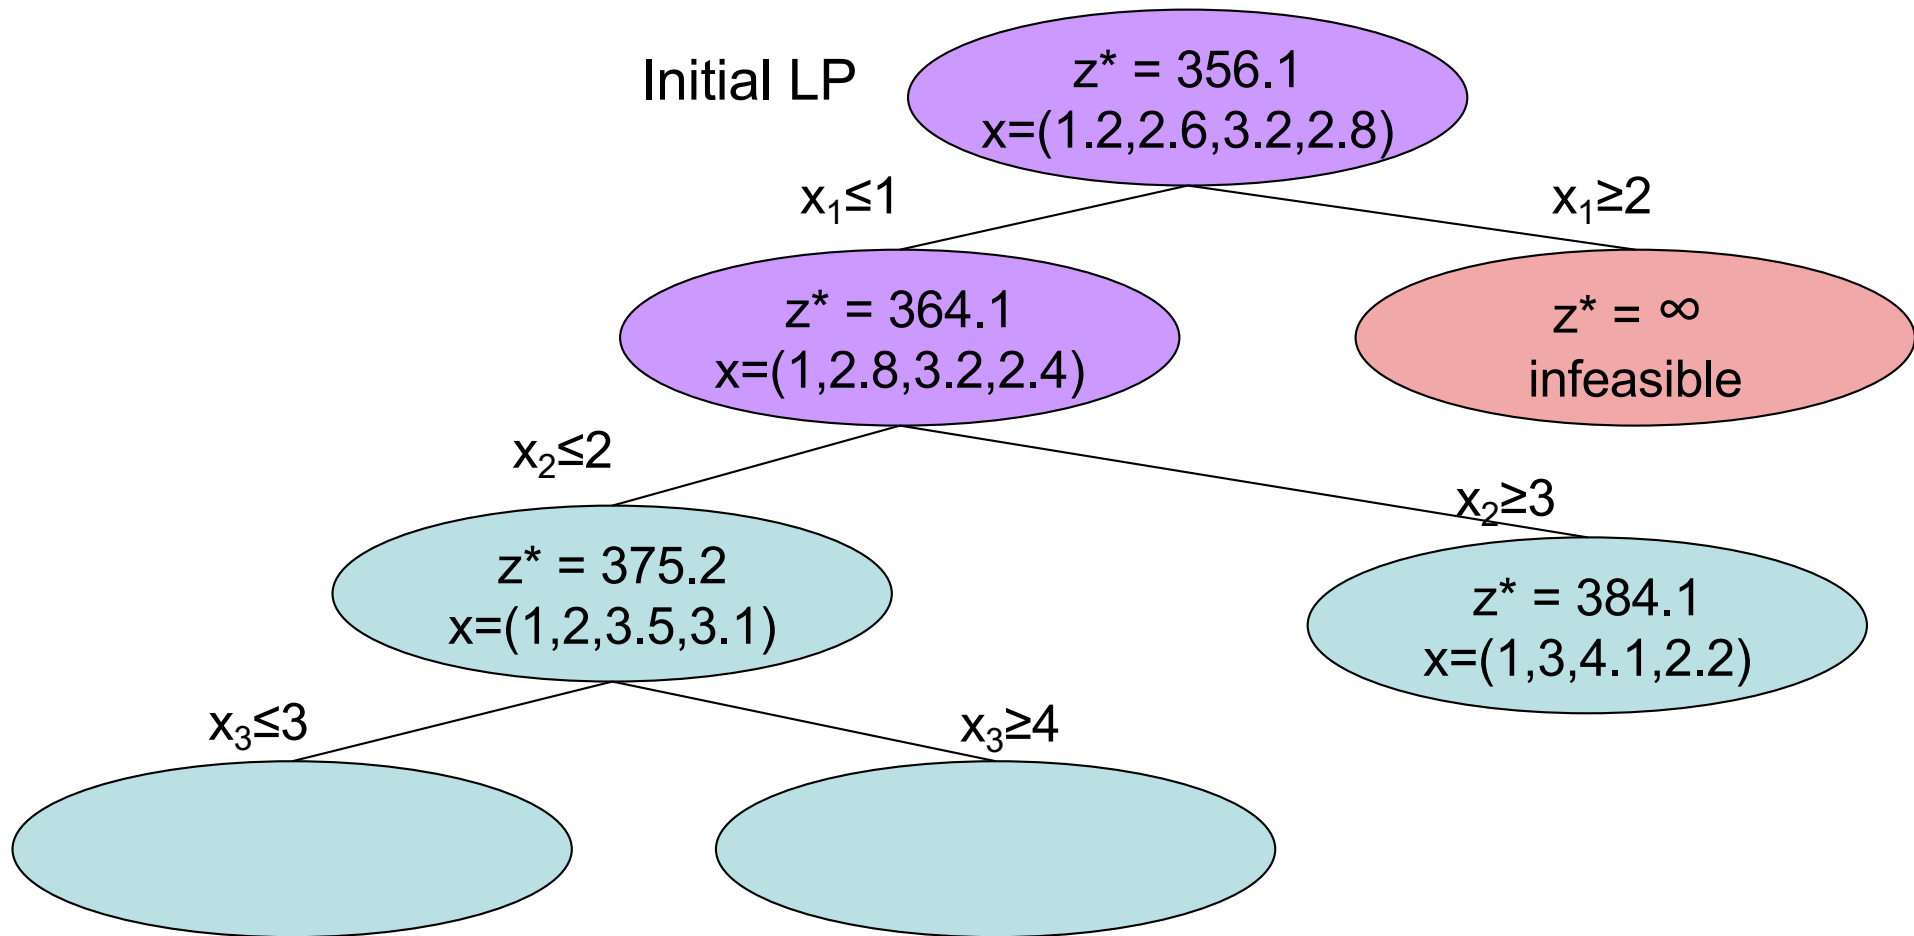 Initial LP
z* = 356.1
x=(1.2,2.6,3.2,2.8)
x₁≤1
x₁≥2
z* = 364.1
x=(1,2.8,3.2,2.4)
z* = ∞
infeasible
x₂≤2
x₂≥3
z* = 375.2
x=(1,2,3.5,3.1)
z* = 384.1
x=(1,3,4.1,2.2)
x₃≤3
x₃≥4